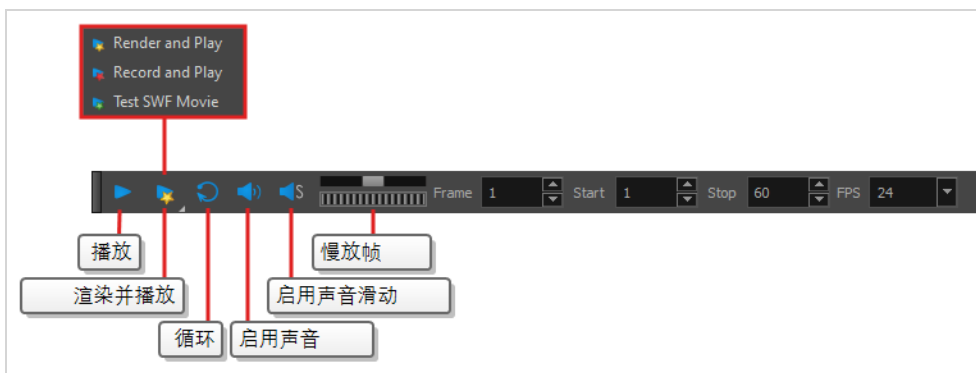 Render and Play
Record and Play
Test SWF Movie
S Frame 1 Start 1 Stop 60 FPS 24
播放
慢放帧
渲染并播放
启用声音滑动
循环
启用声音